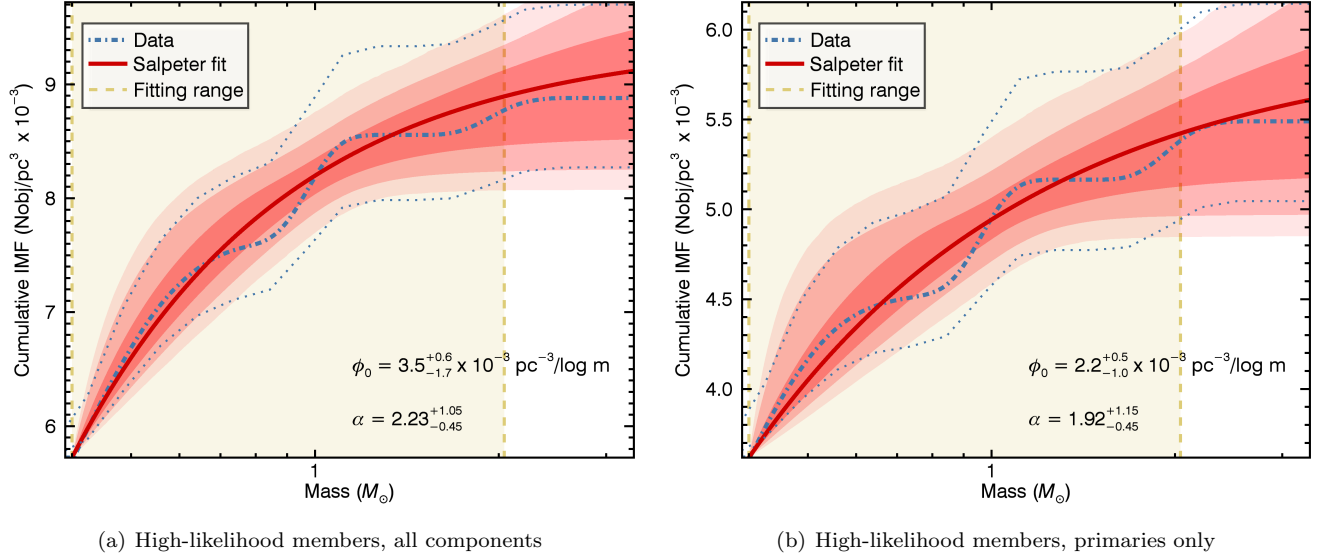 Data
Salpeter fit
Fitting range
Cumulative IMF (Nobj/pc³ x 10⁻³)
9
8
7
6
ϕ₀ = 3.5 +0.6 −1.7 x 10⁻³ pc⁻³/log m
α = 2.23 +1.05 −0.45
1
Mass (M⊙)
(a) High-likelihood members, all components
Data
Salpeter fit
Fitting range
Cumulative IMF (Nobj/pc³ x 10⁻³)
6.0
5.5
5.0
4.5
4.0
ϕ₀ = 2.2 +0.5 −1.0 x 10⁻³ pc⁻³/log m
α = 1.92 +1.15 −0.45
1
Mass (M⊙)
(b) High-likelihood members, primaries only